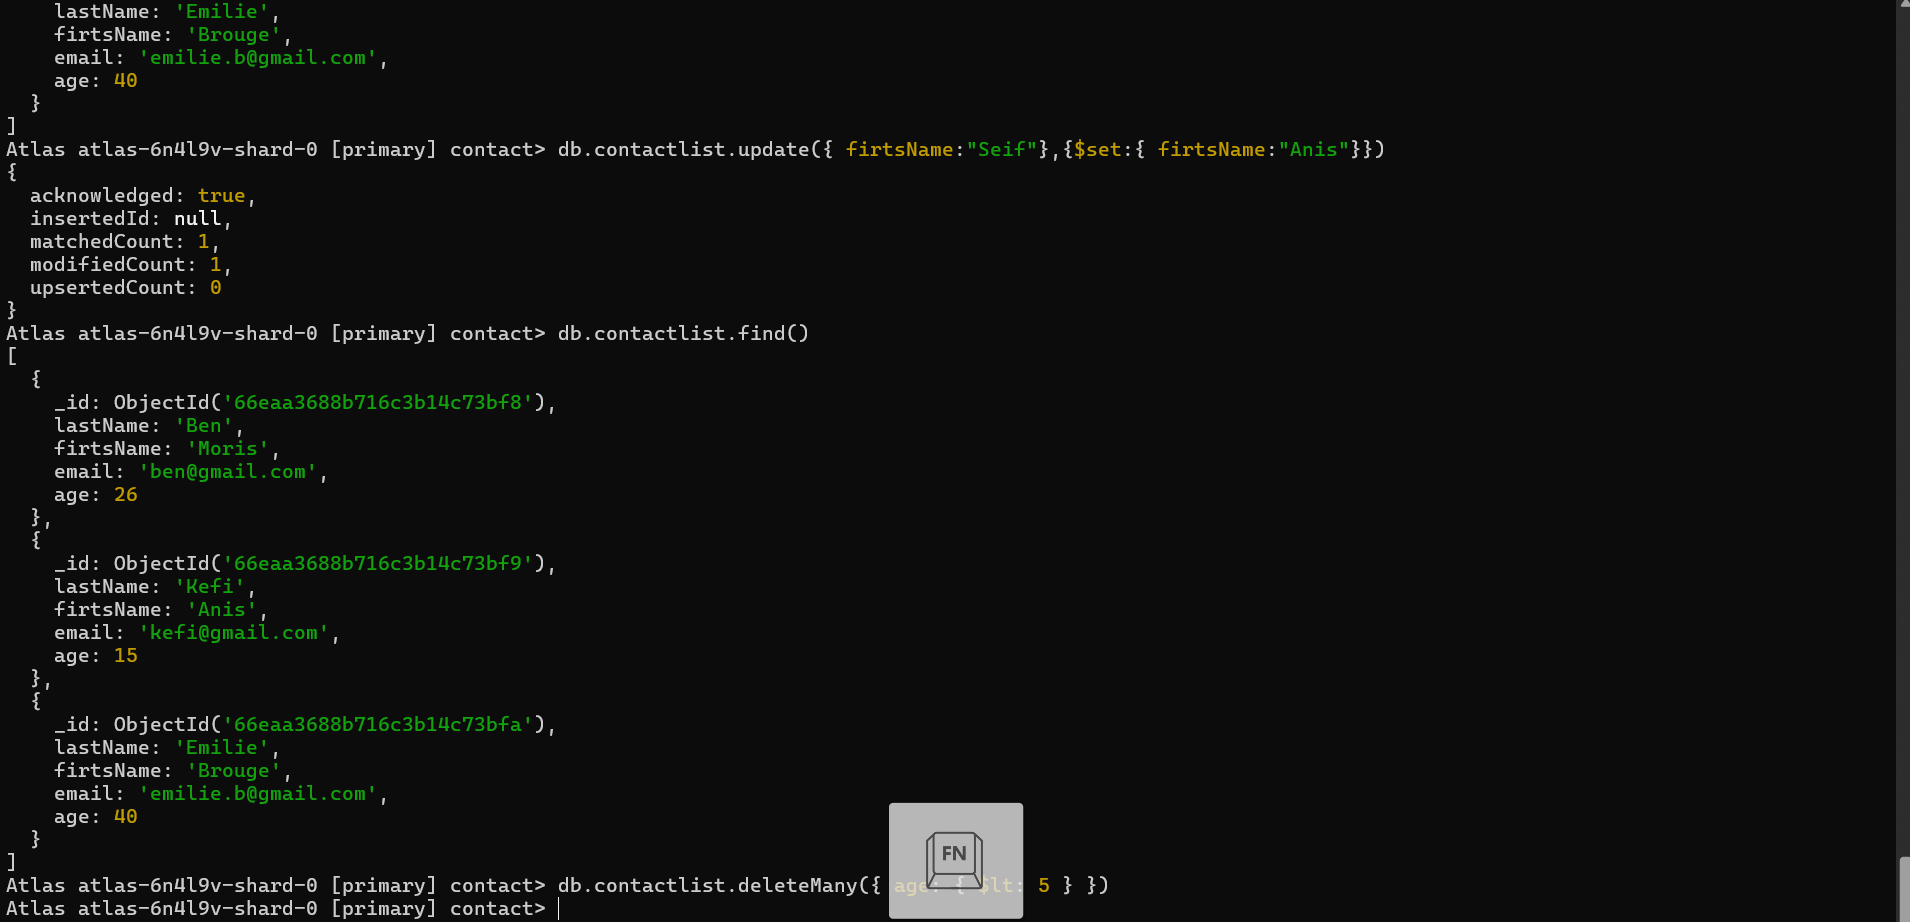 lastName: 'Emilie',
firtsName: 'Brouge',
email: 'emilie.b@gmail.com',
age: 40
}
]
Atlas atlas-6n4l9v-shard-0 [primary] contact> db.contactlist.update({ firtsName:"Seif"},{$set:{ firtsName:"Anis"}})
{
acknowledged: true,
insertedId: null,
matchedCount: 1,
modifiedCount: 1,
upsertedCount: 0
}
Atlas atlas-6n4l9v-shard-0 [primary] contact> db.contactlist.find()
[
{
_id: ObjectId('66eaa3688b716c3b14c73bf8'),
lastName: 'Ben',
firtsName: 'Moris',
email: 'ben@gmail.com',
age: 26
},
{
_id: ObjectId('66eaa3688b716c3b14c73bf9'),
lastName: 'Kefi',
firtsName: 'Anis',
email: 'kefi@gmail.com',
age: 15
},
{
_id: ObjectId('66eaa3688b716c3b14c73bfa'),
lastName: 'Emilie',
firtsName: 'Brouge',
email: 'emilie.b@gmail.com',
age: 40
}
]
FN
Atlas atlas-6n4l9v-shard-0 [primary] contact> db.contactlist.deleteMany({ age: { $lt: 5 } })
Atlas atlas-6n4l9v-shard-0 [primary] contact>